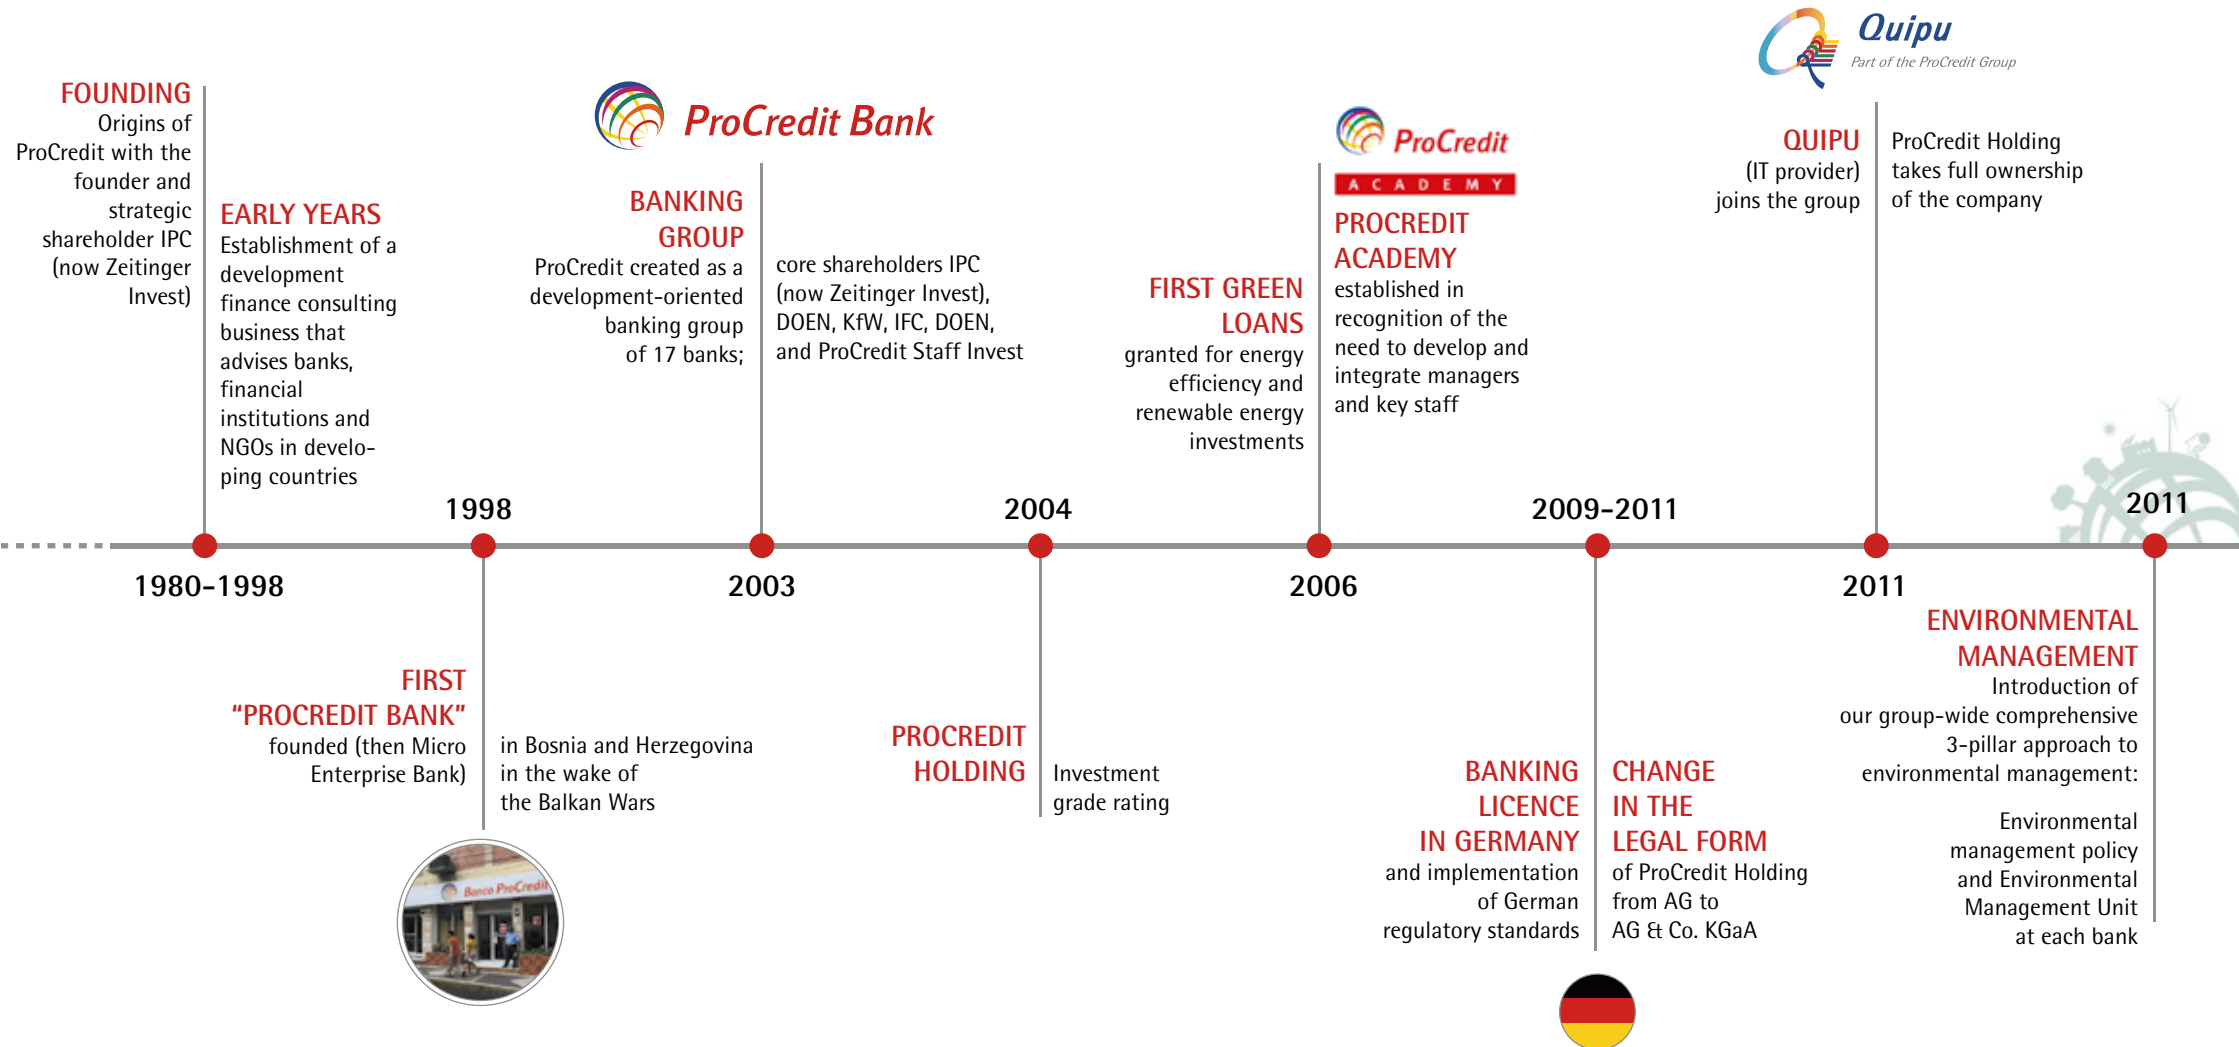 FOUNDING
Origins of
ProCredit with the
founder and
strategic
shareholder IPC
(now Zeitinger
Invest)
EARLY YEARS
Establishment of a
development
finance consulting
business that
advises banks,
financial
institutions and
NGOs in develo-
ping countries
1980-1998
1998
FIRST
“PROCREDIT BANK”
founded (then Micro
Enterprise Bank)
in Bosnia and Herzegovina
in the wake of
the Balkan Wars
Banco ProCredit
ProCredit Bank
BANKING
GROUP
ProCredit created as a
development-oriented
banking group
of 17 banks;
core shareholders IPC
(now Zeitinger Invest),
DOEN, KfW, IFC, DOEN,
and ProCredit Staff Invest
2003
2004
PROCREDIT
HOLDING
Investment
grade rating
FIRST GREEN
LOANS
granted for energy
efficiency and
renewable energy
investments
ProCredit
ACADEMY
PROCREDIT
ACADEMY
established in
recognition of the
need to develop and
integrate managers
and key staff
2006
2009-2011
BANKING
LICENCE
IN GERMANY
and implementation
of German
regulatory standards
CHANGE
IN THE
LEGAL FORM
of ProCredit Holding
from AG to
AG & Co. KGaA
Quipu
Part of the ProCredit Group
QUIPU
(IT provider)
joins the group
ProCredit Holding
takes full ownership
of the company
2011
2011
ENVIRONMENTAL
MANAGEMENT
Introduction of
our group-wide comprehensive
3-pillar approach to
environmental management:
Environmental
management policy
and Environmental
Management Unit
at each bank